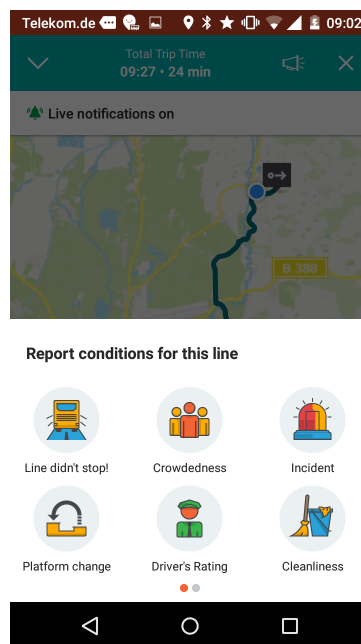 Telekom.de
09:02
Total Trip Time
09:27 • 24 min
Live notifications on
B 388
Report conditions for this line
Line didn't stop!
Crowdedness
Incident
Platform change
Driver's Rating
Cleanliness